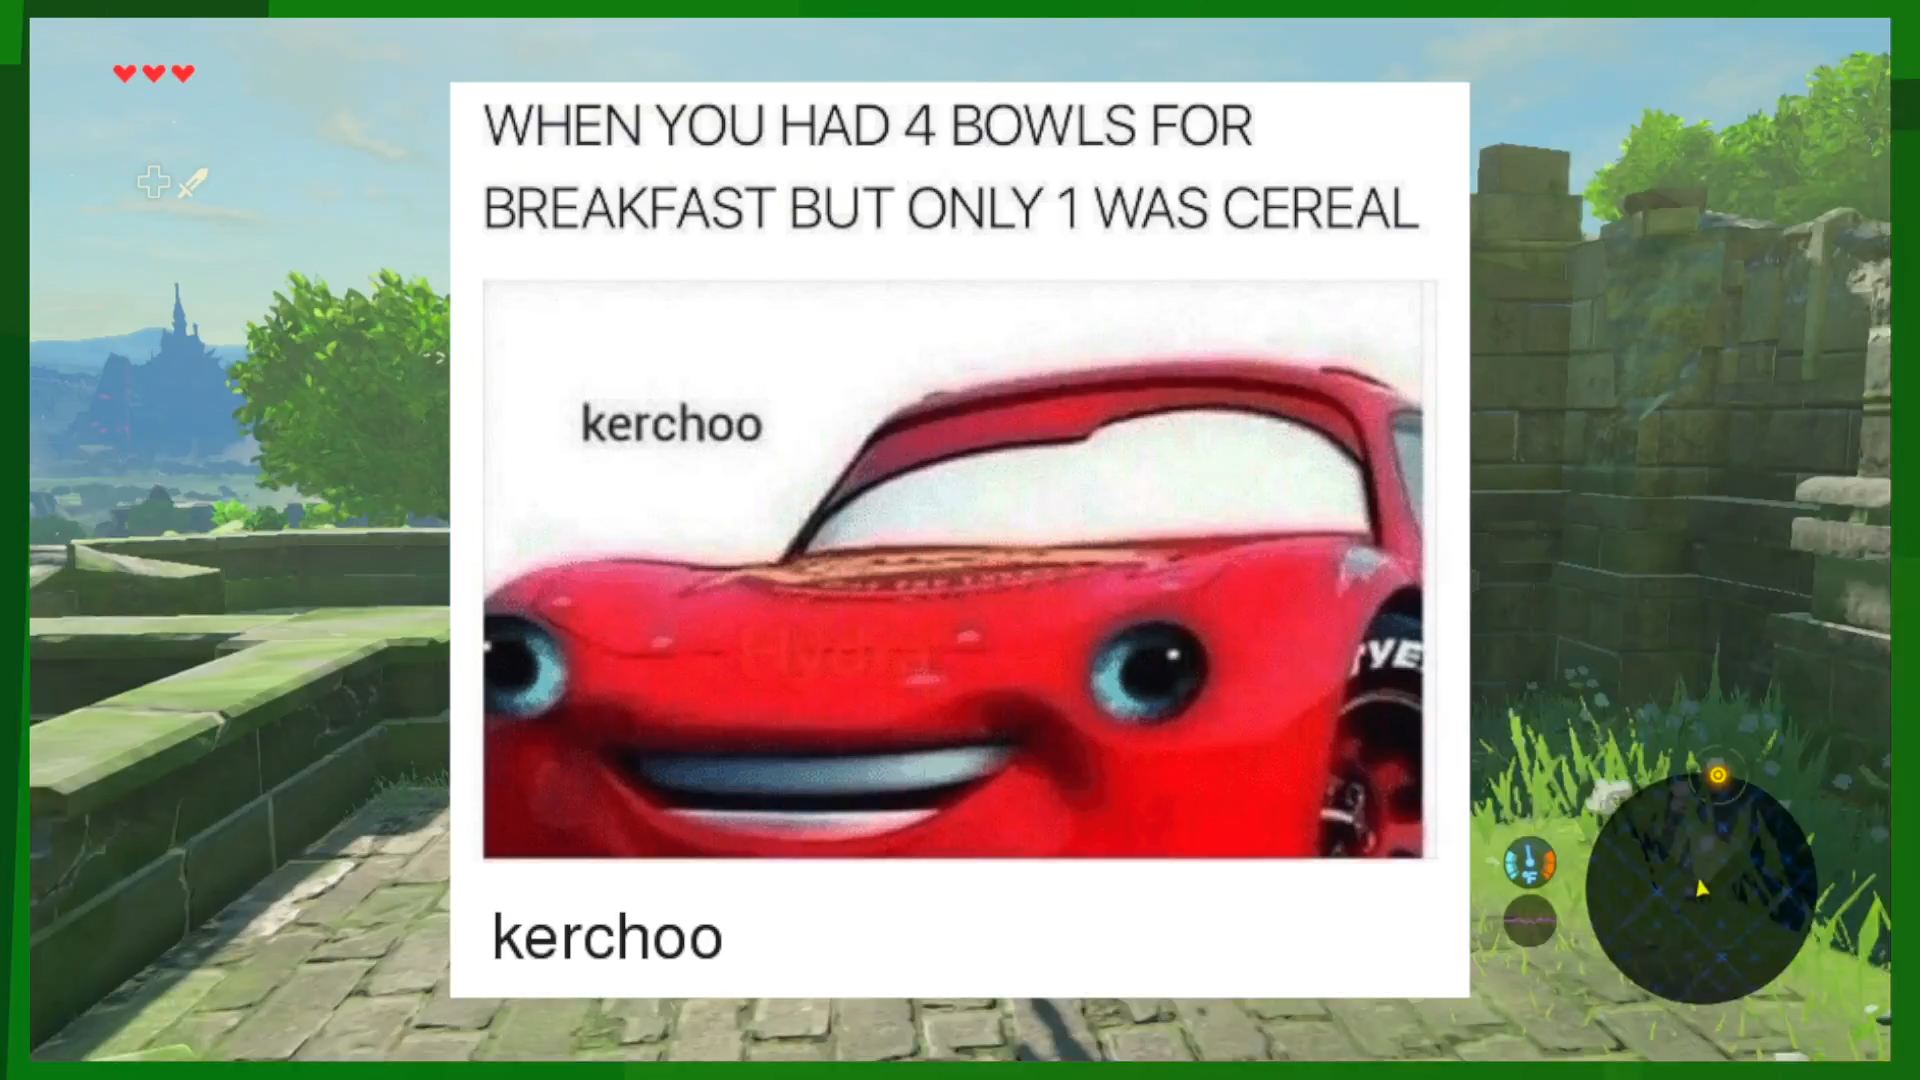 WHEN YOU HAD 4 BOWLS FOR
BREAKFAST BUT ONLY 1 WAS CEREAL
kerchoo
kerchoo